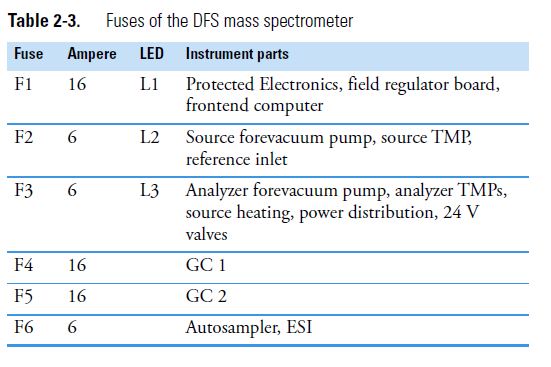 Table 2-3. Fuses of the DFS mass spectrometer
Fuse Ampere LED Instrument parts
F1 16 L1 Protected Electronics, field regulator board,
frontend computer
F2 6 L2 Source forevacuum pump, source TMP,
reference inlet
F3 6 L3 Analyzer forevacuum pump, analyzer TMPs,
source heating, power distribution, 24 V
valves
F4 16 GC 1
F5 16 GC 2
F6 6 Autosampler, ESI